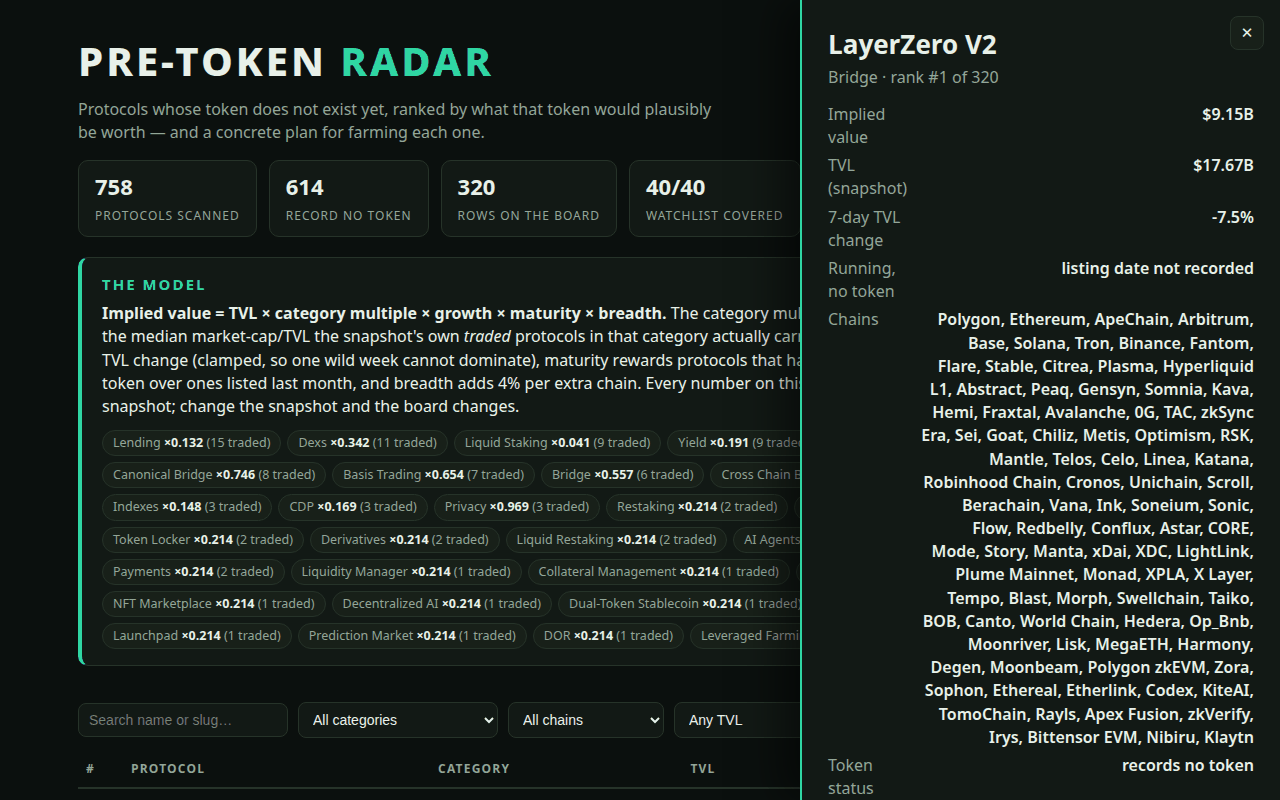 PRE-TOKEN RADAR
Protocols whose token does not exist yet, ranked by what that token would plausibly
be worth — and a concrete plan for farming each one.
758
PROTOCOLS SCANNED
614
RECORD NO TOKEN
320
ROWS ON THE BOARD
40/40
WATCHLIST COVERED
THE MODEL
Implied value = TVL × category multiple × growth × maturity × breadth. The category mul
the median market-cap/TVL the snapshot's own traded protocols in that category actually car
TVL change (clamped, so one wild week cannot dominate), maturity rewards protocols that ha
token over ones listed last month, and breadth adds 4% per extra chain. Every number on this
snapshot; change the snapshot and the board changes.
Lending ×0.132 (15 traded) Dexs ×0.342 (11 traded) Liquid Staking ×0.041 (9 traded) Yield ×0.191 (9 traded
Canonical Bridge ×0.746 (8 traded) Basis Trading ×0.654 (7 traded) Bridge ×0.557 (6 traded) Cross Chain B
Indexes ×0.148 (3 traded) CDP ×0.169 (3 traded) Privacy ×0.969 (3 traded) Restaking ×0.214 (2 traded)
Token Locker ×0.214 (2 traded) Derivatives ×0.214 (2 traded) Liquid Restaking ×0.214 (2 traded) AI Agents
Payments ×0.214 (2 traded) Liquidity Manager ×0.214 (1 traded) Collateral Management ×0.214 (1 traded)
NFT Marketplace ×0.214 (1 traded) Decentralized AI ×0.214 (1 traded) Dual-Token Stablecoin ×0.214 (1 traded)
Launchpad ×0.214 (1 traded) Prediction Market ×0.214 (1 traded) DOR ×0.214 (1 traded) Leveraged Farmi
Search name or slug… All categories All chains Any TVL
# PROTOCOL CATEGORY TVL
LayerZero V2
×
Bridge · rank #1 of 320
Implied value
$9.15B
TVL (snapshot)
$17.67B
7-day TVL change
-7.5%
Running, no token
listing date not recorded
Chains
Polygon, Ethereum, ApeChain, Arbitrum,
Base, Solana, Tron, Binance, Fantom,
Flare, Stable, Citrea, Plasma, Hyperliquid
L1, Abstract, Peaq, Gensyn, Somnia, Kava,
Hemi, Fraxtal, Avalanche, 0G, TAC, zkSync
Era, Sei, Goat, Chiliz, Metis, Optimism, RSK,
Mantle, Telos, Celo, Linea, Katana,
Robinhood Chain, Cronos, Unichain, Scroll,
Berachain, Vana, Ink, Soneium, Sonic,
Flow, Redbelly, Conflux, Astar, CORE,
Mode, Story, Manta, xDai, XDC, LightLink,
Plume Mainnet, Monad, XPLA, X Layer,
Tempo, Blast, Morph, Swellchain, Taiko,
BOB, Canto, World Chain, Hedera, Op_Bnb,
Moonriver, Lisk, MegaETH, Harmony,
Degen, Moonbeam, Polygon zkEVM, Zora,
Sophon, Ethereal, Etherlink, Codex, KiteAI,
TomoChain, Rayls, Apex Fusion, zkVerify,
Irys, Bittensor EVM, Nibiru, Klaytn
Token status
records no token